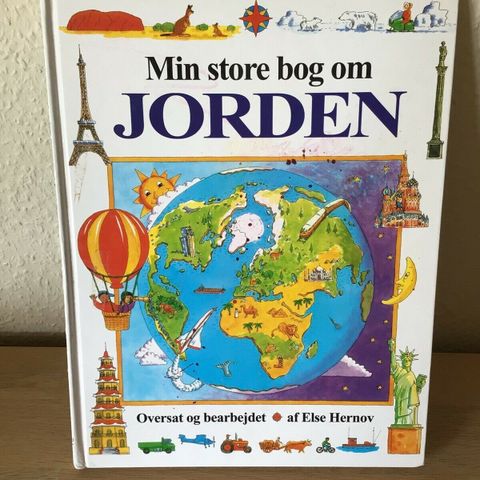 Min store bog om
JORDEN
Oversat og bearbejdet af Else Hernov